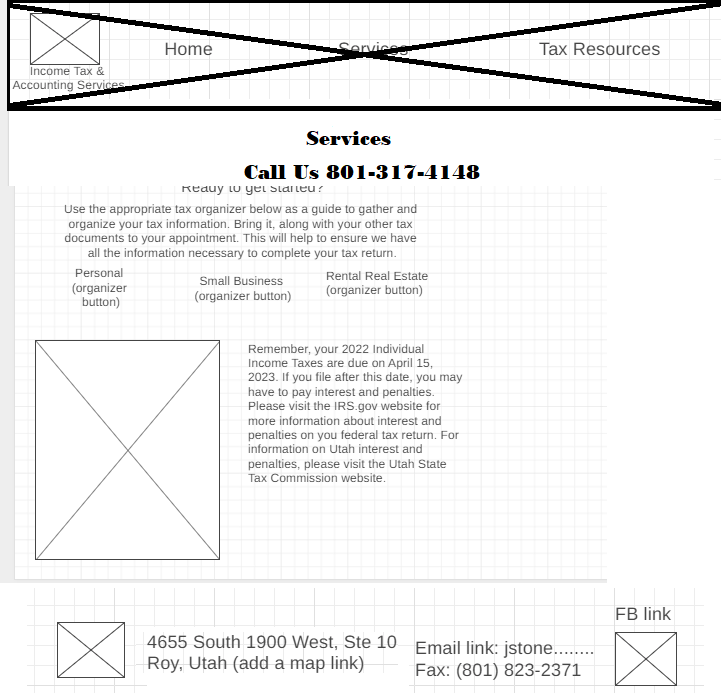 Home
Services
Tax Resources
Income Tax &
Accounting Services
Services
Call Us 801-317-4148
Ready to get started?
Use the appropriate tax organizer below as a guide to gather and
organize your tax information. Bring it, along with your other tax
documents to your appointment. This will help to ensure we have
all the information necessary to complete your tax return.
Personal
(organizer
button)
Small Business
(organizer button)
Rental Real Estate
(organizer button)
Remember, your 2022 Individual
Income Taxes are due on April 15,
2023. If you file after this date, you may
have to pay interest and penalties.
Please visit the IRS.gov website for
more information about interest and
penalties on you federal tax return. For
information on Utah interest and
penalties, please visit the Utah State
Tax Commission website.
4655 South 1900 West, Ste 10
Roy, Utah (add a map link)
Email link: jstone........
Fax: (801) 823-2371
FB link